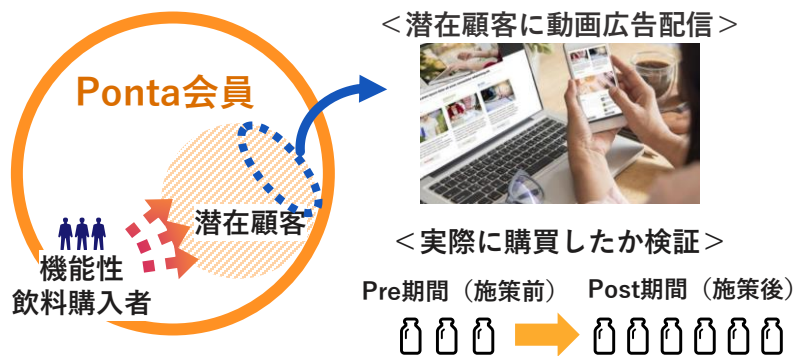 Ponta会員
潜在顧客
機能性
飲料購入者
＜潜在顧客に動画広告配信＞
＜実際に購買したか検証＞
Pre期間（施策前）
Post期間（施策後）